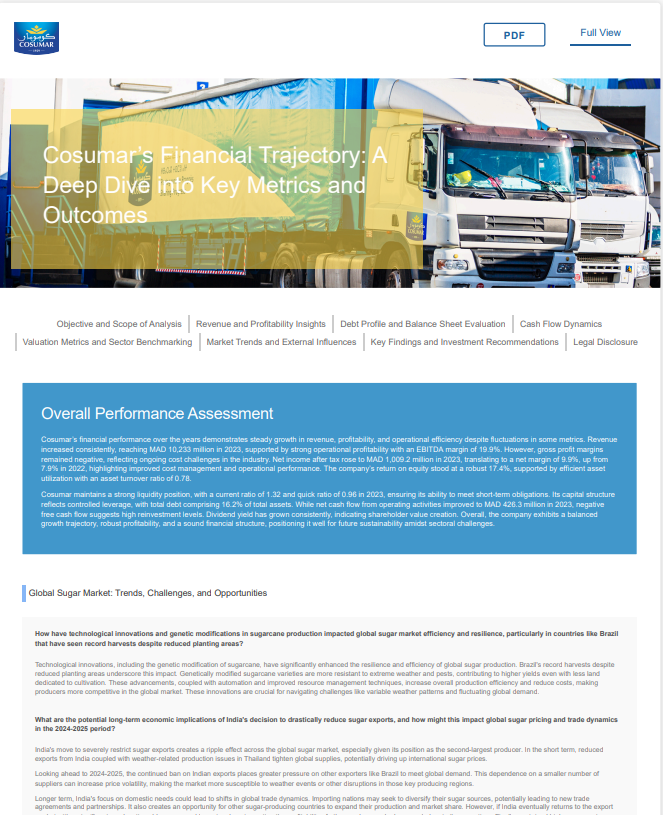 كوسومار
COSUMAR
PDF
Full View
Cosumar's Financial Trajectory: A
Deep Dive into Key Metrics and
Outcomes
Objective and Scope of Analysis
Revenue and Profitability Insights
Debt Profile and Balance Sheet Evaluation
Cash Flow Dynamics
Valuation Metrics and Sector Benchmarking
Market Trends and External Influences
Key Findings and Investment Recommendations
Legal Disclosure
Overall Performance Assessment
Cosumar's financial performance over the years demonstrates steady growth in revenue, profitability, and operational efficiency despite fluctuations in some metrics. Revenue
increased consistently, reaching MAD 10,233 million in 2023, supported by strong operational profitability with an EBITDA margin of 19.9%. However, gross profit margins
remained negative, reflecting ongoing cost challenges in the industry. Net income after tax rose to MAD 1,009.2 million in 2023, translating to a net margin of 9.9%, up from
7.9% in 2022, highlighting improved cost management and operational performance. The company's return on equity stood at a robust 17.4%, supported by efficient asset
utilization with an asset turnover ratio of 0.78.
Cosumar maintains a strong liquidity position, with a current ratio of 1.32 and quick ratio of 0.96 in 2023, ensuring its ability to meet short-term obligations. Its capital structure
reflects controlled leverage, with total debt comprising 16.2% of total assets. While net cash flow from operating activities improved to MAD 426.3 million in 2023, negative
free cash flow suggests high reinvestment levels. Dividend yield has grown consistently, indicating shareholder value creation. Overall, the company exhibits a balanced
growth trajectory, robust profitability, and a sound financial structure, positioning it well for future sustainability amidst sectoral challenges.
Global Sugar Market: Trends, Challenges, and Opportunities
How have technological innovations and genetic modifications in sugarcane production impacted global sugar market efficiency and resilience, particularly in countries like Brazil
that have seen record harvests despite reduced planting areas?
Technological innovations, including the genetic modification of sugarcane, have significantly enhanced the resilience and efficiency of global sugar production. Brazil's record harvests despite
reduced planting areas underscore this impact. Genetically modified sugarcane varieties are more resistant to extreme weather and pests, contributing to higher yields even with less land
dedicated to cultivation. These advancements, coupled with automation and improved resource management techniques, increase overall production efficiency and reduce costs, making
producers more competitive in the global market. These innovations are crucial for navigating challenges like variable weather patterns and fluctuating global demand.
What are the potential long-term economic implications of India's decision to drastically reduce sugar exports, and how might this impact global sugar pricing and trade dynamics
in the 2024-2025 period?
India's move to severely restrict sugar exports creates a ripple effect across the global sugar market, especially given its position as the second-largest producer. In the short term, reduced
exports from India coupled with weather-related production issues in Thailand tighten global supplies, potentially driving up international sugar prices.
Looking ahead to 2024-2025, the continued ban on Indian exports places greater pressure on other exporters like Brazil to meet global demand. This dependence on a smaller number of
suppliers can increase price volatility, making the market more susceptible to weather events or other disruptions in those key producing regions.
Longer term, India's focus on domestic needs could lead to shifts in global trade dynamics. Importing nations may seek to diversify their sugar sources, potentially leading to new trade
agreements and partnerships. It also creates an opportunity for other sugar-producing countries to expand their production and market share. However, if India eventually returns to the export